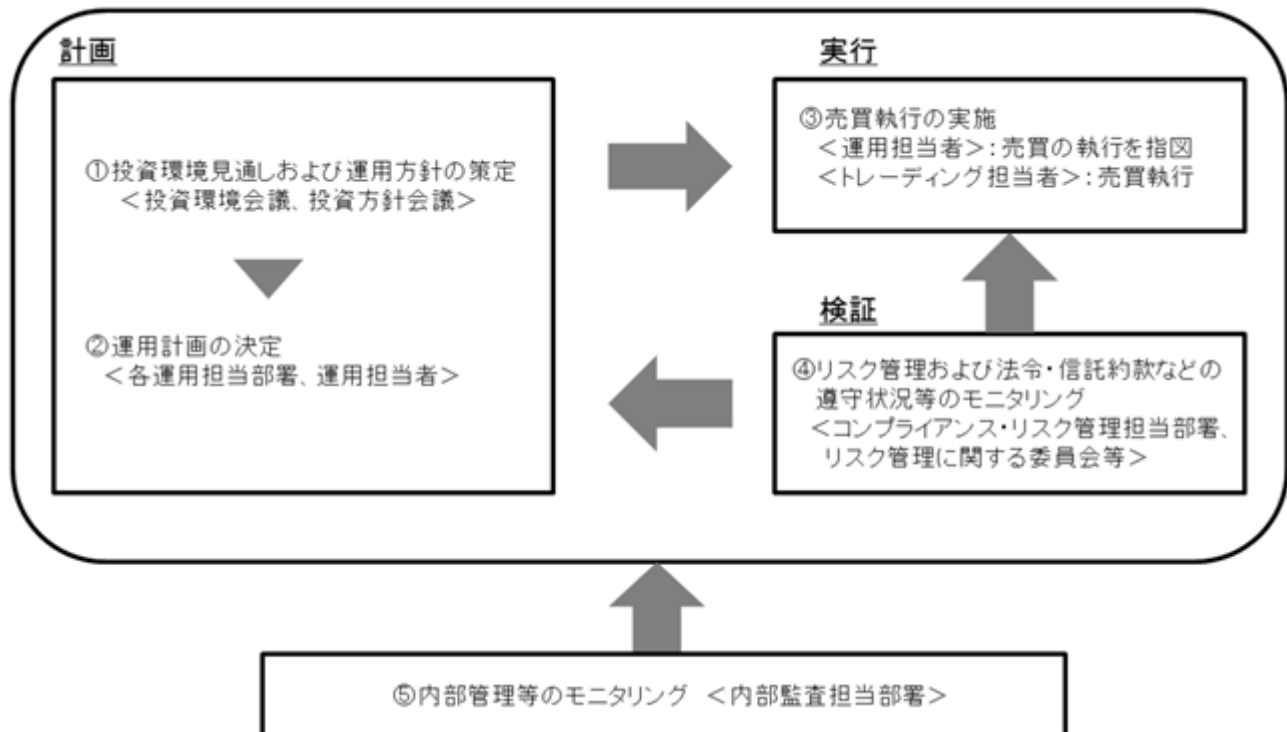 計画
①投資環境見通しおよび運用方針の策定
＜投資環境会議、投資方針会議＞
②運用計画の決定
＜各運用担当部署、運用担当者＞
実行
③売買執行の実施
＜運用担当者＞：売買の執行を指図
＜トレーディング担当者＞：売買執行
検証
④リスク管理および法令・信託約款などの
遵守状況等のモニタリング
＜コンプライアンス・リスク管理担当部署、
リスク管理に関する委員会等＞
⑤内部管理等のモニタリング ＜内部監査担当部署＞